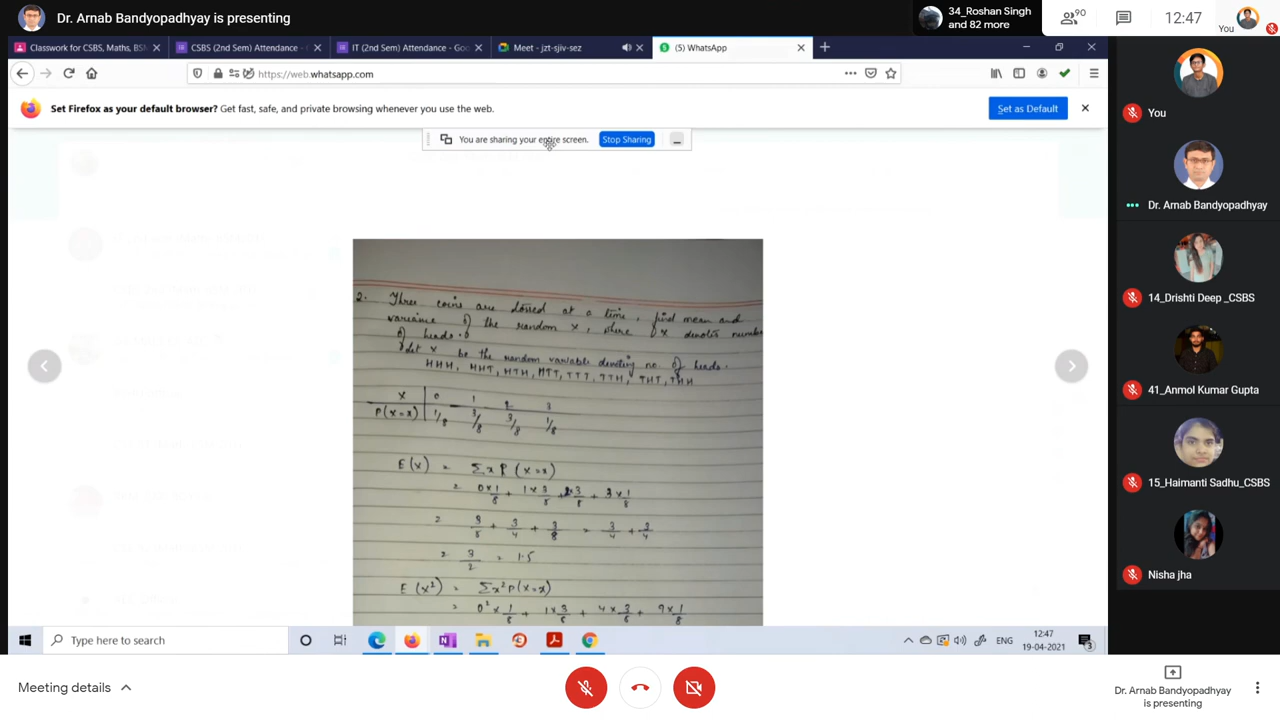 Dr. Arnab Bandyopadhyay is presenting
34_Roshan Singh
and 82 more
90
12:47
You
Classwork for CSBS, Maths, BSM
CSBS (2nd Sem) Attendance -
IT (2nd Sem) Attendance - Goo
Meet - jzt-sjiv-sez
(5) WhatsApp
https://web.whatsapp.com
Set Firefox as your default browser? Get fast, safe, and private browsing whenever you use the web.
Set as Default
You are sharing your entire screen.
Stop Sharing
2. Three coins are tossed at a time, find mean and
variance of the random x, where x denotes number
of heads.
Let x be the random variable denoting no. of heads.
HHH, HHT, HTH, HTT, TTT, TTH, THT, THH
x 0 1 2 3
P(x=x) 1/8 3/8 3/8 1/8
E(x) = Σx P (x=x)
= 0×1/8 + 1×3/8 + 2×3/8 + 3×1/8
= 3/8 + 3/4 + 3/8 = 3/4 + 3/4
= 3/2 = 1.5
E(x²) = Σx²P(x=x)
= 0²×1/8 + 1×3/8 + 4×3/8 + 9×1/8
You
Dr. Arnab Bandyopadhyay
14_Drishti Deep _CSBS
41_Anmol Kumar Gupta
15_Haimanti Sadhu_CSBS
Nisha jha
Type here to search
ENG
12:47
19-04-2021
3
Meeting details
Dr. Arnab Bandyopadhyay
is presenting